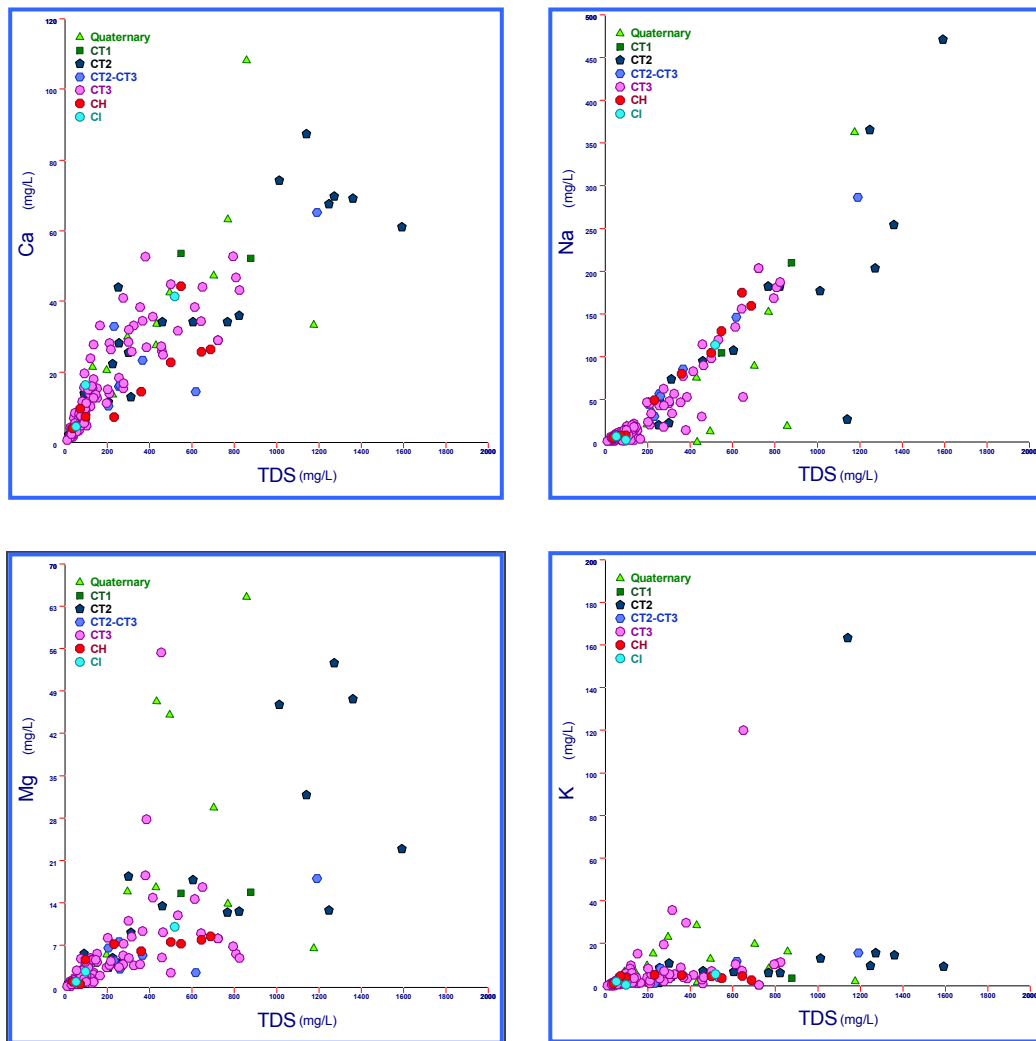 120
100
80
60
40
20
0
Ca (mg/L)
Quaternary
CT1
CT2
CT2-CT3
CT3
CH
CI
0 200 400 600 800 1000 1200 1400 1600 1800 2000
TDS (mg/L)
500
450
400
350
300
250
200
150
100
50
0
Na (mg/L)
Quaternary
CT1
CT2
CT2-CT3
CT3
CH
CI
0 200 400 600 800 1000 1200 1400 1600 1800 2000
TDS (mg/L)
70
63
56
49
42
35
28
21
14
7
0
Mg (mg/L)
Quaternary
CT1
CT2
CT2-CT3
CT3
CH
CI
0 200 400 600 800 1000 1200 1400 1600 1800 2000
TDS (mg/L)
200
180
160
140
120
100
80
60
40
20
0
K (mg/L)
Quaternary
CT1
CT2
CT2-CT3
CT3
CH
CI
0 200 400 600 800 1000 1200 1400 1600 1800 2000
TDS (mg/L)